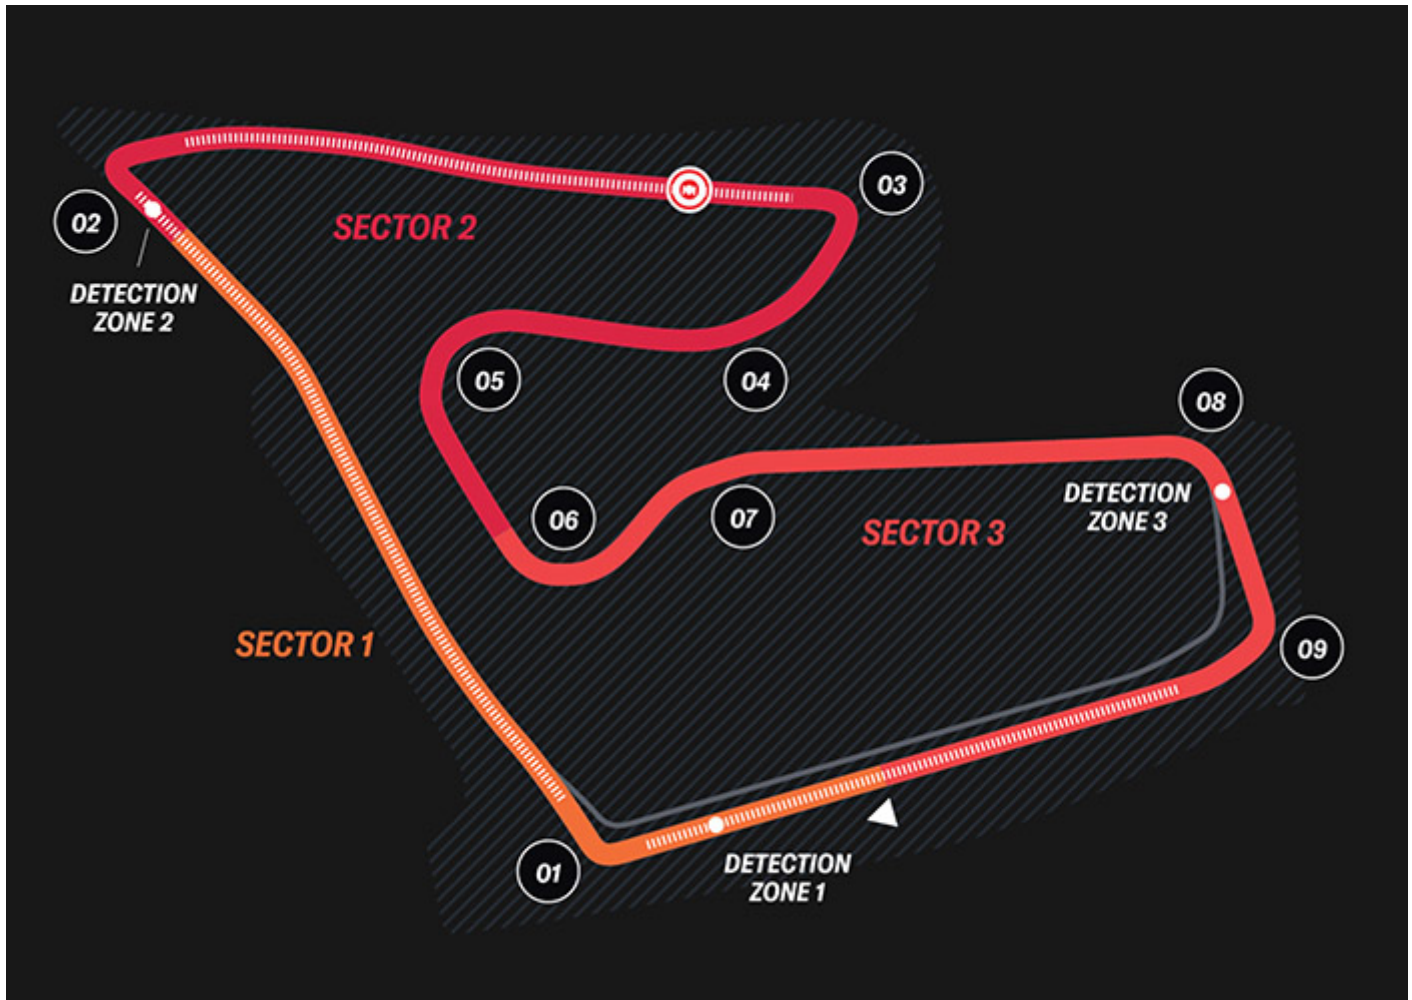 03
02
SECTOR 2
DETECTION
ZONE 2
05
04
08
DETECTION
ZONE 3
06
07
SECTOR 3
SECTOR 1
09
01
DETECTION
ZONE 1